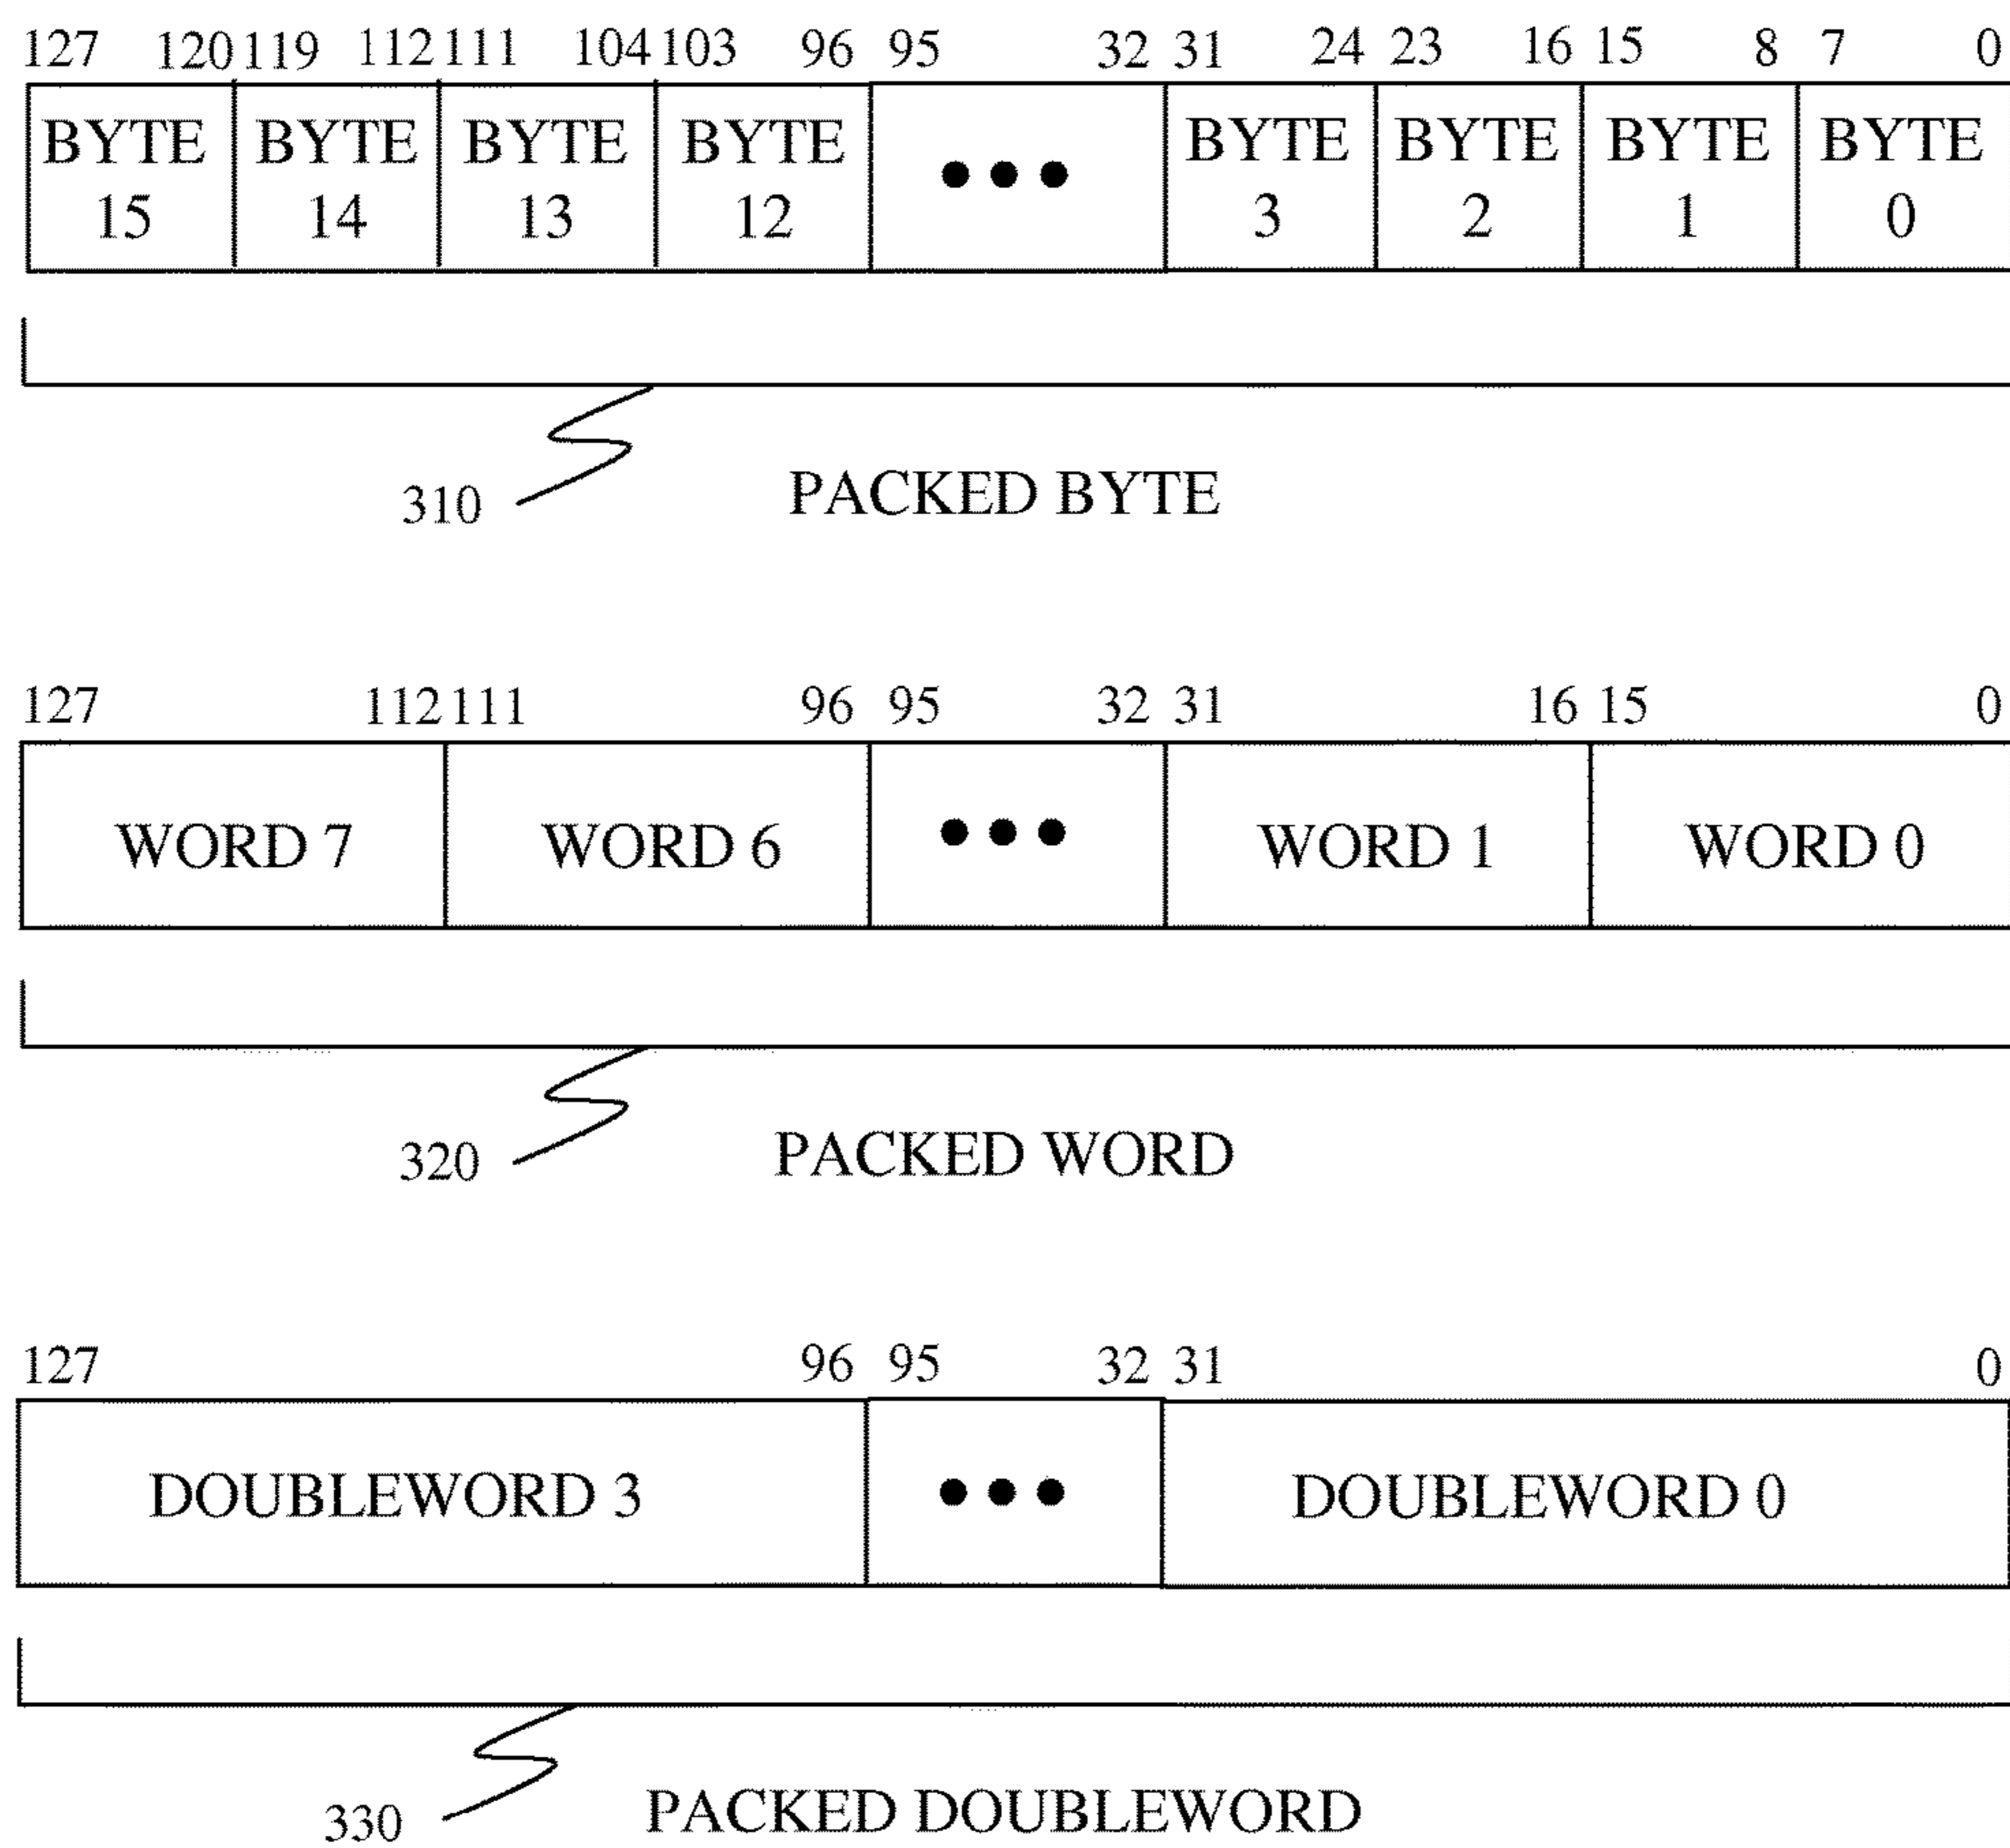 127 120 119 112 111 104 103 96 95 32 31 24 23 16 15 8 7 0
BYTE BYTE BYTE BYTE BYTE BYTE BYTE BYTE
15 14 13 12 3 2 1 0
310 PACKED BYTE
127 112 111 96 95 32 31 16 15 0
WORD 7 WORD 6 WORD 1 WORD 0
320 PACKED WORD
127 96 95 32 31 0
DOUBLEWORD 3 DOUBLEWORD 0
330 PACKED DOUBLEWORD